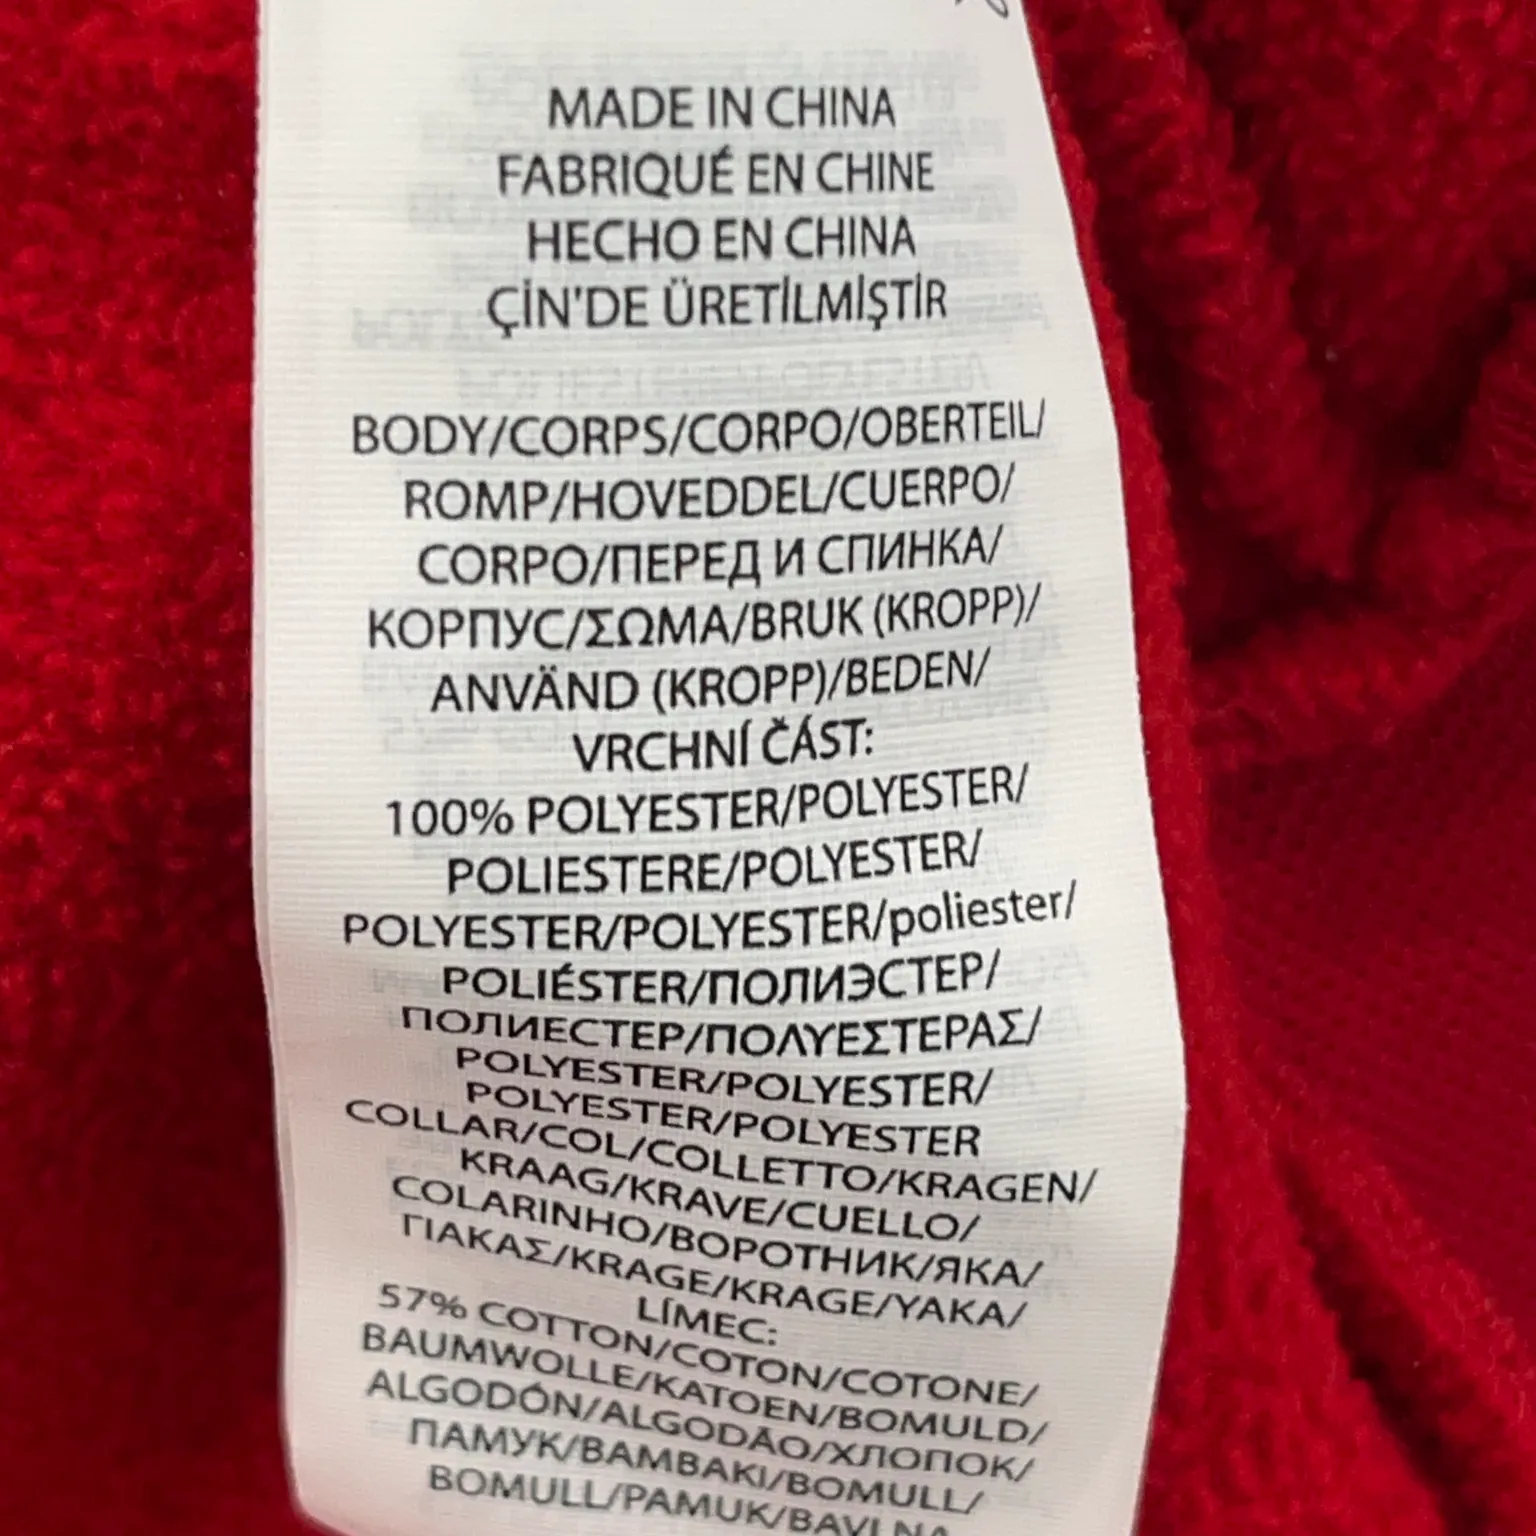 MADE IN CHINA
FABRIQUÉ EN CHINE
HECHO EN CHINA
ÇİN'DE ÜRETİLMİŞTİR
BODY/CORPS/CORPO/OBERTEIL/
ROMP/HOVEDDEL/CUERPO/
CORPO/ПЕРЕД И СПИНКА/
КОРПУС/ΣΩΜΑ/BRUK (KROPP)/
ANVÄND (KROPP)/BEDEN/
VRCHNÍ ČÁST:
100% POLYESTER/POLYESTER/
POLIESTERE/POLYESTER/
POLYESTER/POLYESTER/poliester/
POLIÉSTER/ПОЛИЭСТЕР/
ПОЛИЕСТЕР/ΠΟΛΥΕΣΤΕΡΑΣ/
POLYESTER/POLYESTER/
POLYESTER/POLYESTER
COLLAR/COL/COLLETTO/KRAGEN/
KRAAG/KRAVE/CUELLO/
COLARINHO/ВОРОТНИК/ЯКА/
ΓΙΑΚΑΣ/KRAGE/KRAGE/YAKA/
LÍMEC:
57% COTTON/COTON/COTONE/
BAUMWOLLE/KATOEN/BOMULD/
ALGODÓN/ALGODÃO/ХЛОПОК/
ПАМУК/BAMBAKI/BOMULL/
BOMULL/PAMUK/BAVLNA